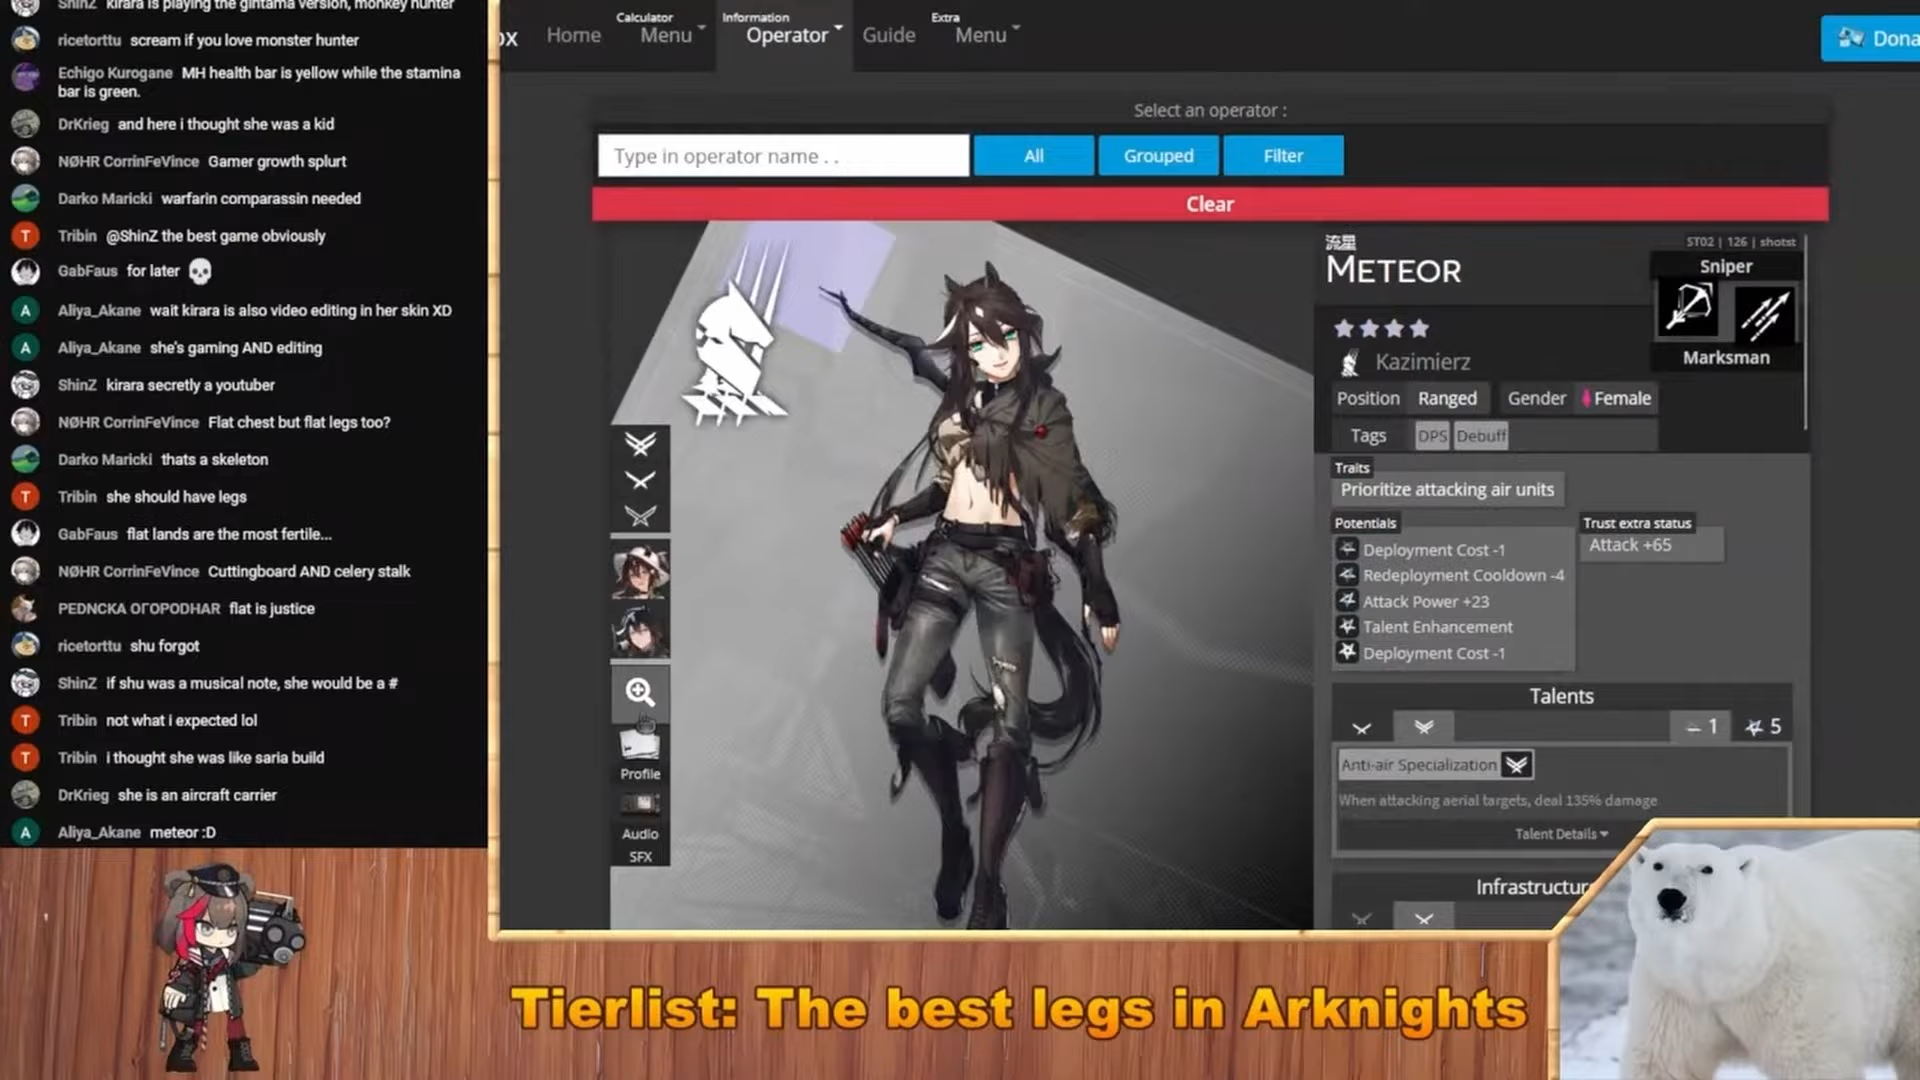 ShinZ kirara is playing the gintama version, monkey hunter
ricetorttu scream if you love monster hunter
Echigo Kurogane MH health bar is yellow while the stamina
bar is green.
DrKrieg and here i thought she was a kid
NØHR CorrinFeVince Gamer growth splurt
Darko Maricki warfarin comparassin needed
T Tribin @ShinZ the best game obviously
GabFaus for later
A Aliya_Akane wait kirara is also video editing in her skin XD
A Aliya_Akane she's gaming AND editing
ShinZ kirara secretly a youtuber
NØHR CorrinFeVince Flat chest but flat legs too?
Darko Maricki thats a skeleton
T Tribin she should have legs
GabFaus flat lands are the most fertile...
NØHR CorrinFeVince Cuttingboard AND celery stalk
PEDNCKA ОГОРОDHAR flat is justice
ricetorttu shu forgot
ShinZ if shu was a musical note, she would be a #
T Tribin not what i expected lol
T Tribin i thought she was like saria build
DrKrieg she is an aircraft carrier
A Aliya_Akane meteor :D
ox
Home
Calculator
Menu
Information
Operator
Guide
Extra
Menu
Dona
Select an operator :
Type in operator name . .
All
Grouped
Filter
Clear
流星
METEOR
ST02 | 126 | shotst
Sniper
Marksman
Kazimierz
Position Ranged Gender Female
Tags DPS Debuff
Traits
Prioritize attacking air units
Potentials
Deployment Cost -1
Redeployment Cooldown -4
Attack Power +23
Talent Enhancement
Deployment Cost -1
Trust extra status
Attack +65
Talents
1 5
Anti-air Specialization
When attacking aerial targets, deal 135% damage
Talent Details
Infrastructur
Profile
Audio
SFX
Tierlist: The best legs in Arknights